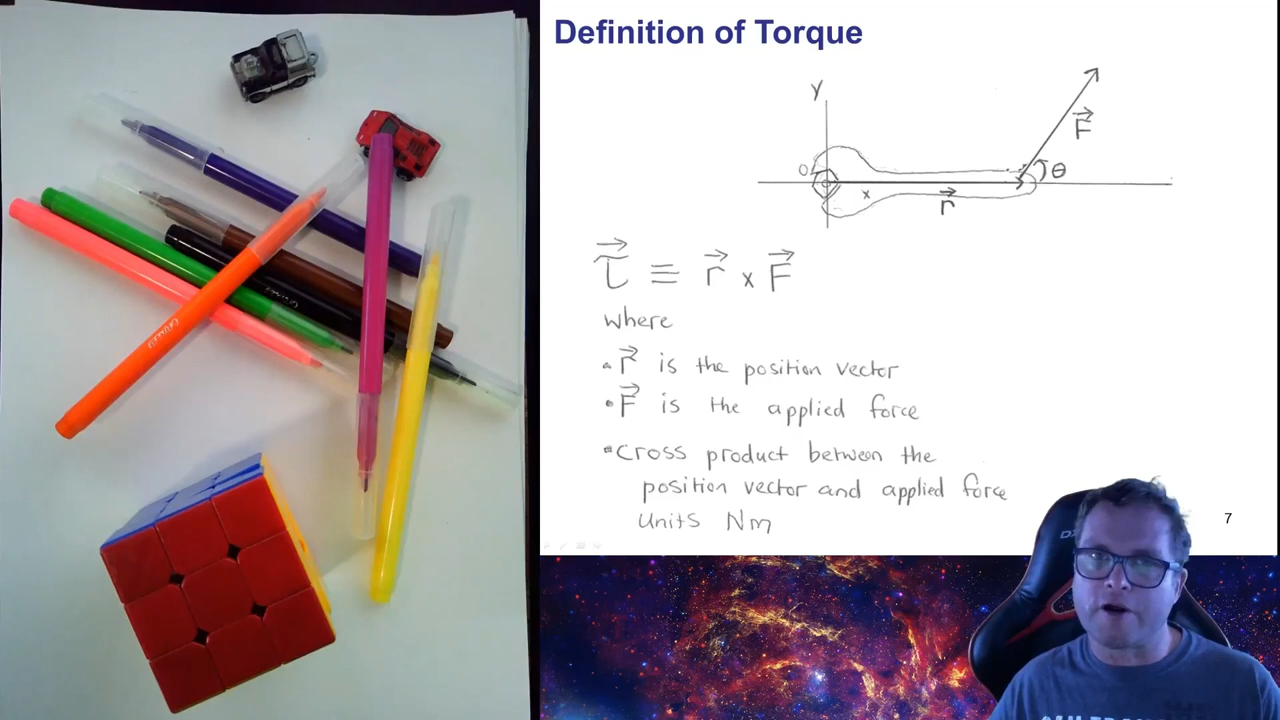 Definition of Torque
y
F
O
θ
x
r
τ ≡ r x F
where
• r is the position vector
• F is the applied force
• Cross product between the
position vector and applied force
Units Nm
7
DX